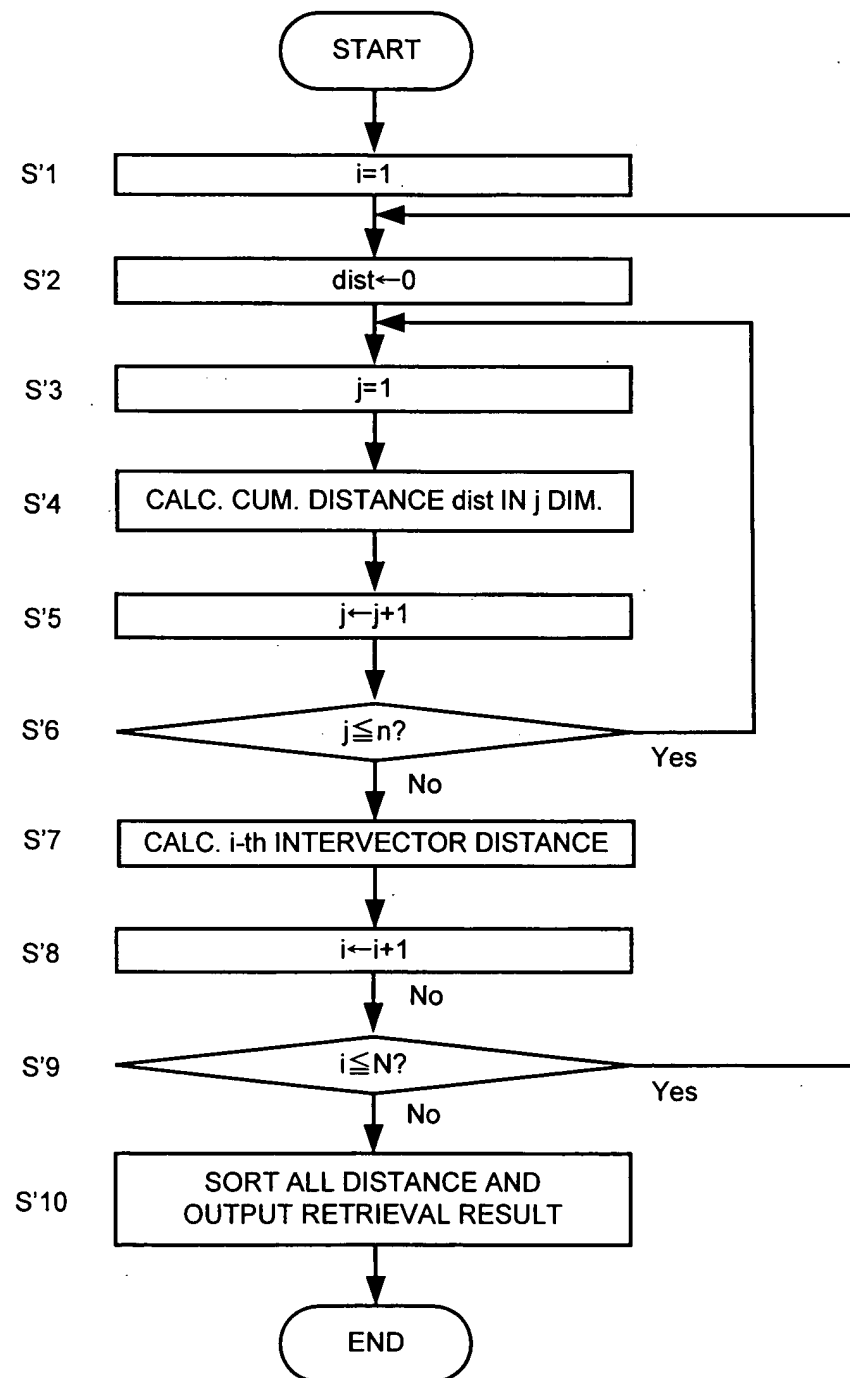 START
S'1
i=1
S'2
dist←0
S'3
j=1
S'4
CALC. CUM. DISTANCE dist IN j DIM.
S'5
j←j+1
S'6
j≦n?
Yes
No
S'7
CALC. i-th INTERVECTOR DISTANCE
S'8
i←i+1
No
S'9
i≦N?
Yes
No
S'10
SORT ALL DISTANCE AND
OUTPUT RETRIEVAL RESULT
END